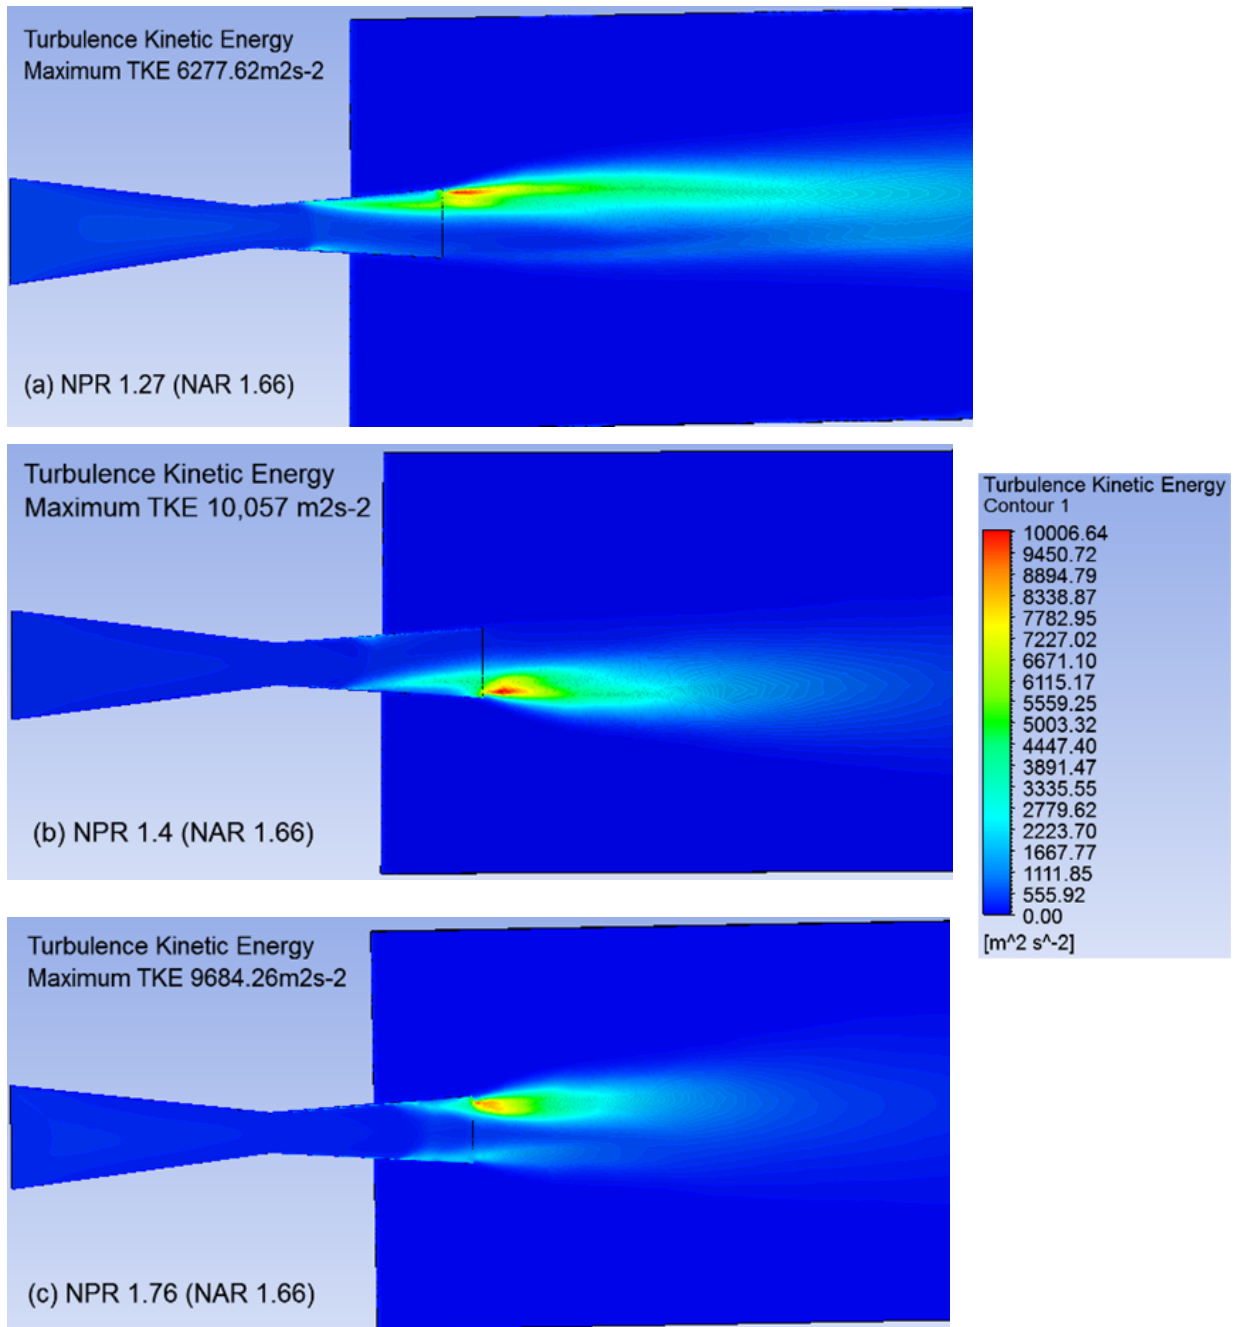 Turbulence Kinetic Energy
Maximum TKE 6277.62m2s-2
(a) NPR 1.27 (NAR 1.66)
Turbulence Kinetic Energy
Maximum TKE 10,057 m2s-2
(b) NPR 1.4 (NAR 1.66)
Turbulence Kinetic Energy
Contour 1
10006.64
9450.72
8894.79
8338.87
7782.95
7227.02
6671.10
6115.17
5559.25
5003.32
4447.40
3891.47
3335.55
2779.62
2223.70
1667.77
1111.85
555.92
0.00
[m^2 s^-2]
Turbulence Kinetic Energy
Maximum TKE 9684.26m2s-2
(c) NPR 1.76 (NAR 1.66)